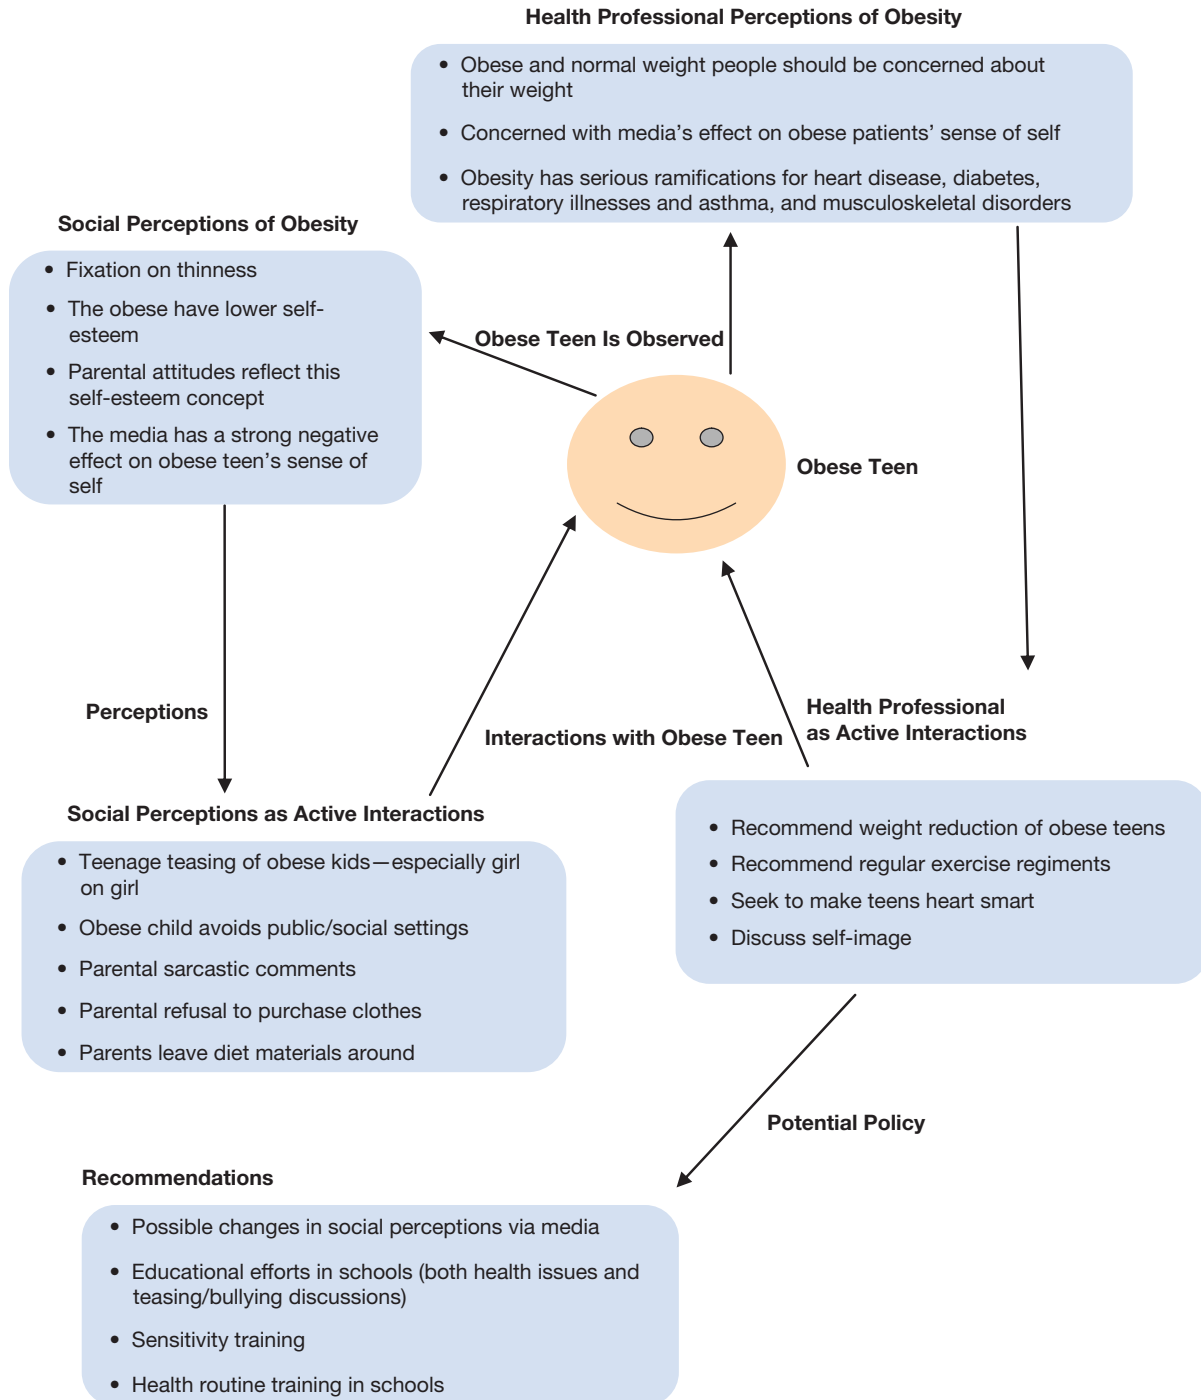 Health Professional Perceptions of Obesity
• Obese and normal weight people should be concerned about
their weight
• Concerned with media's effect on obese patients' sense of self
• Obesity has serious ramifications for heart disease, diabetes,
respiratory illnesses and asthma, and musculoskeletal disorders
Social Perceptions of Obesity
• Fixation on thinness
• The obese have lower self-
esteem
• Parental attitudes reflect this
self-esteem concept
• The media has a strong negative
effect on obese teen's sense of
self
Obese Teen Is Observed
Obese Teen
Perceptions
Interactions with Obese Teen
Health Professional
as Active Interactions
Social Perceptions as Active Interactions
• Teenage teasing of obese kids—especially girl
on girl
• Obese child avoids public/social settings
• Parental sarcastic comments
• Parental refusal to purchase clothes
• Parents leave diet materials around
• Recommend weight reduction of obese teens
• Recommend regular exercise regiments
• Seek to make teens heart smart
• Discuss self-image
Potential Policy
Recommendations
• Possible changes in social perceptions via media
• Educational efforts in schools (both health issues and
teasing/bullying discussions)
• Sensitivity training
• Health routine training in schools